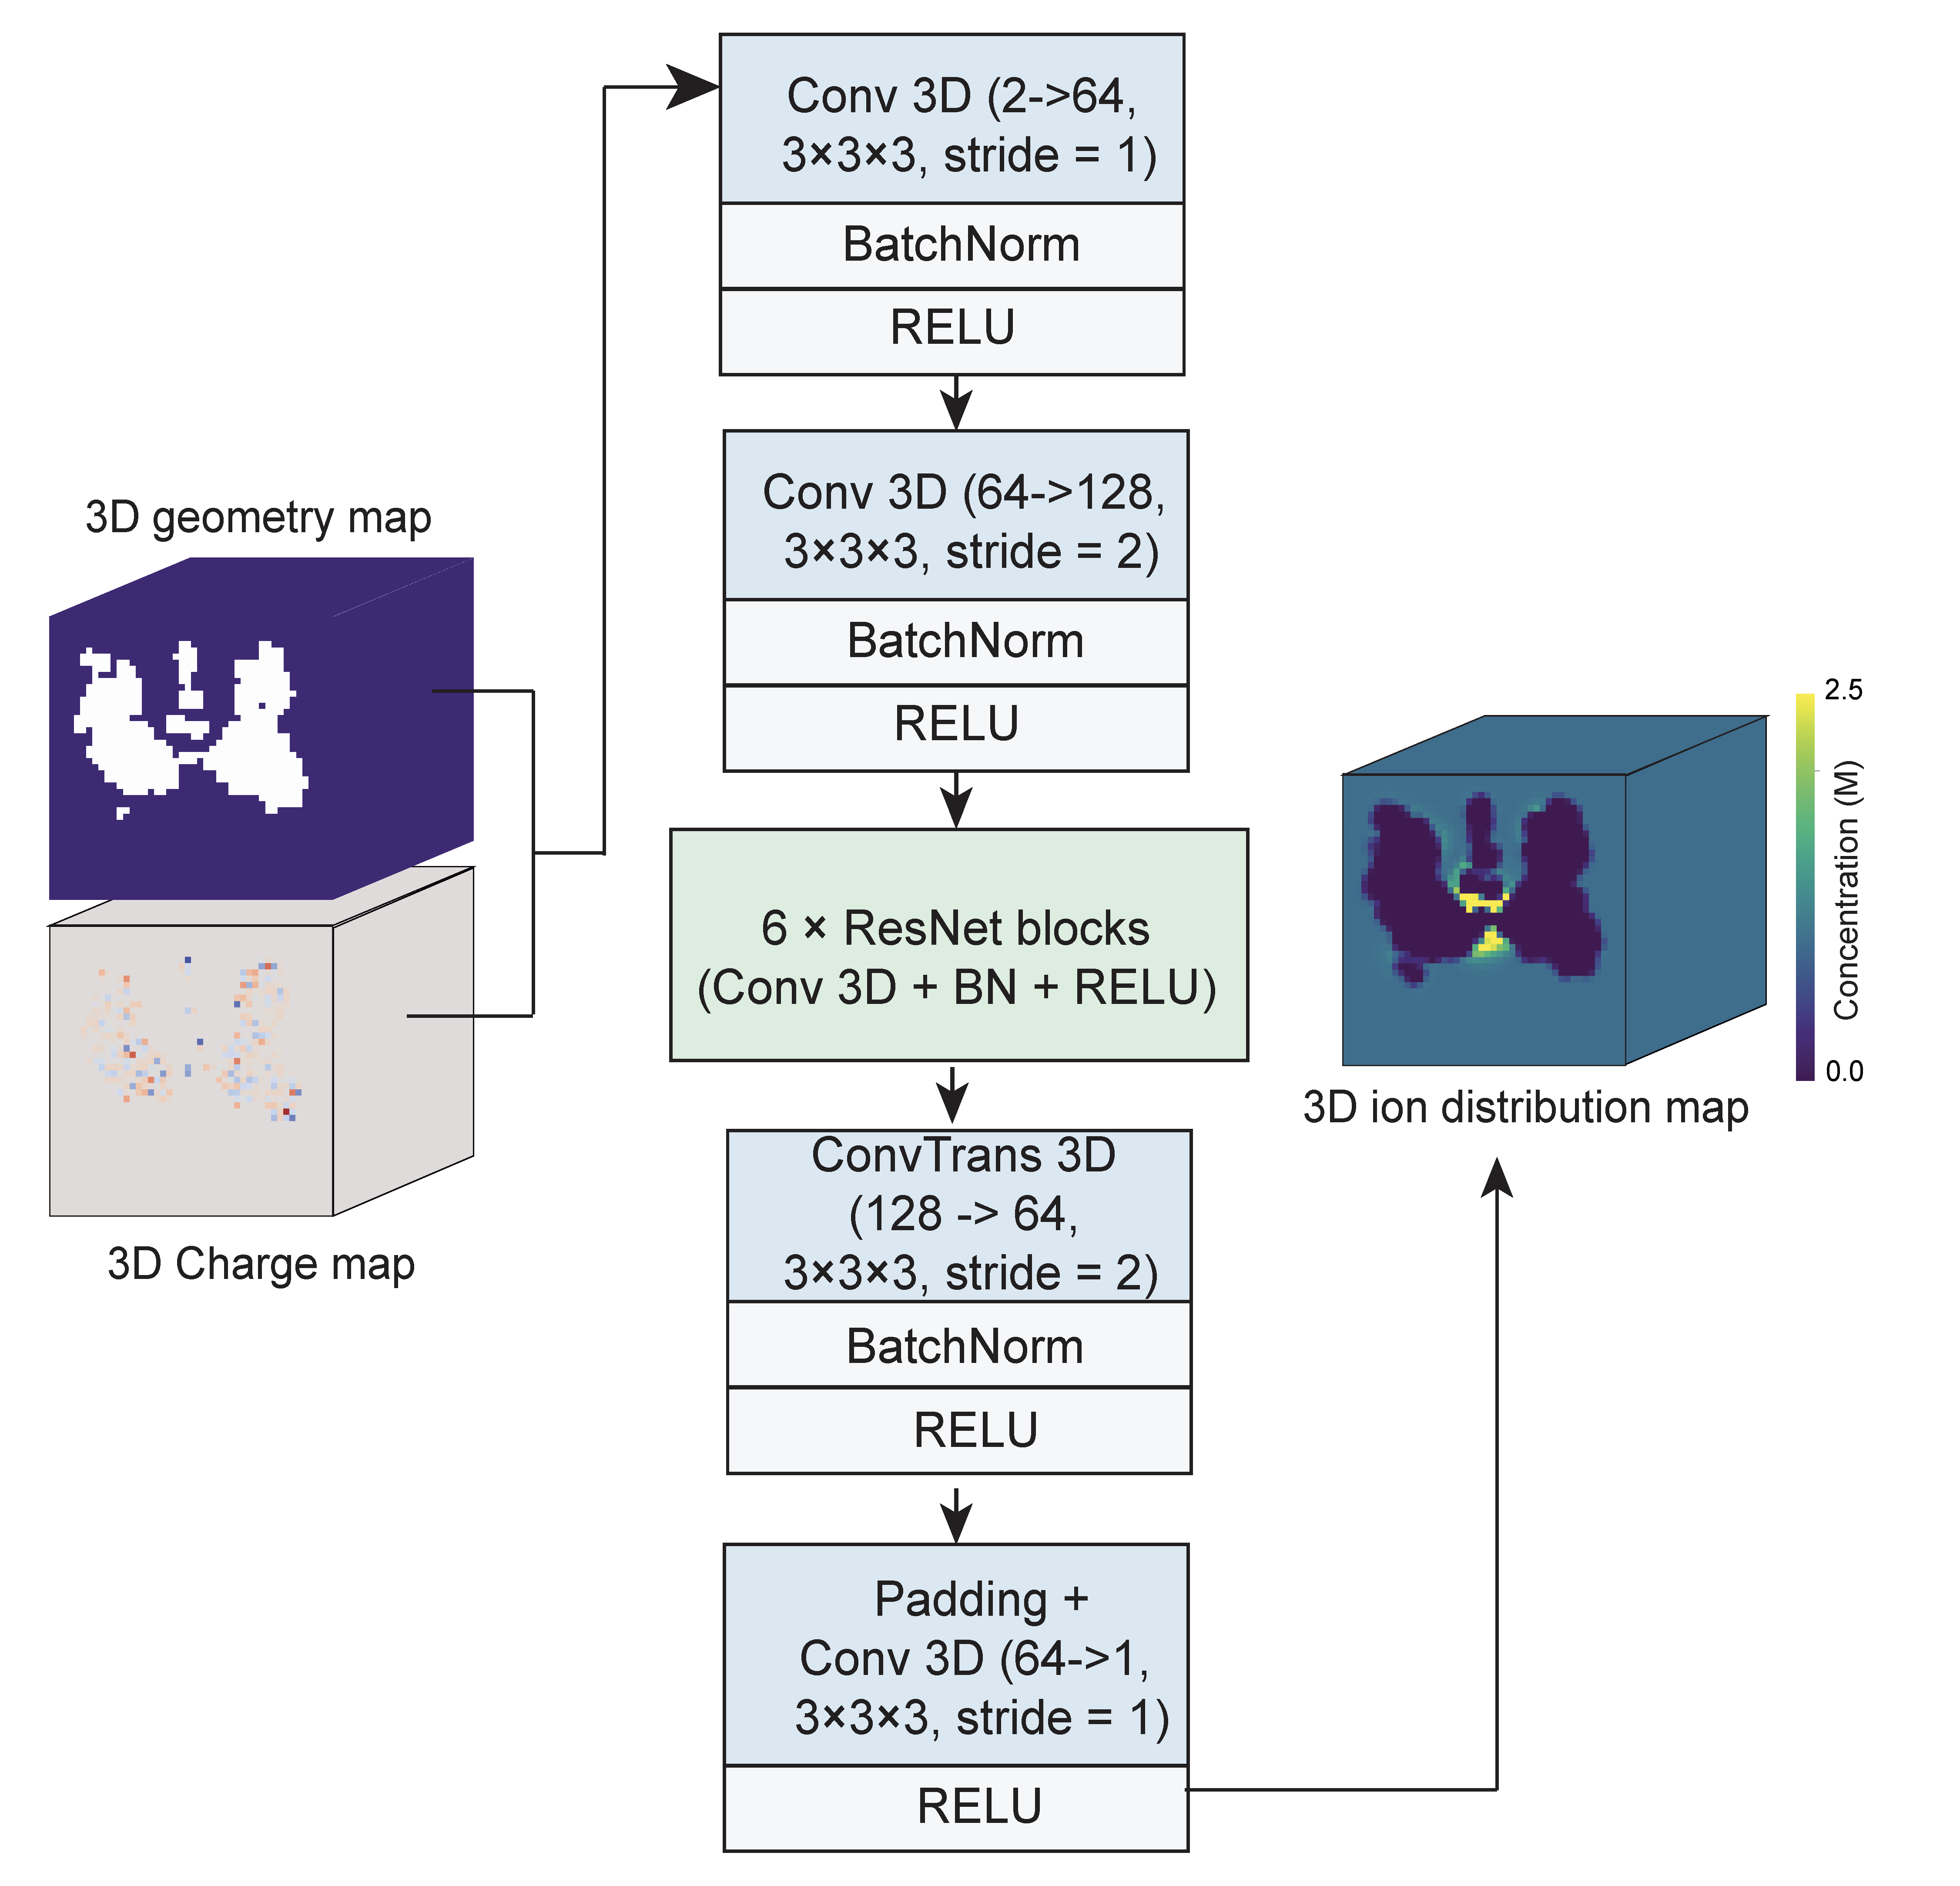 3D geometry map
3D Charge map
Conv 3D (2->64,
3×3×3, stride = 1)
BatchNorm
RELU
Conv 3D (64->128,
3×3×3, stride = 2)
BatchNorm
RELU
6 × ResNet blocks
(Conv 3D + BN + RELU)
ConvTrans 3D
(128 -> 64,
3×3×3, stride = 2)
BatchNorm
RELU
Padding +
Conv 3D (64->1,
3×3×3, stride = 1)
RELU
2.5
Concentration (M)
0.0
3D ion distribution map